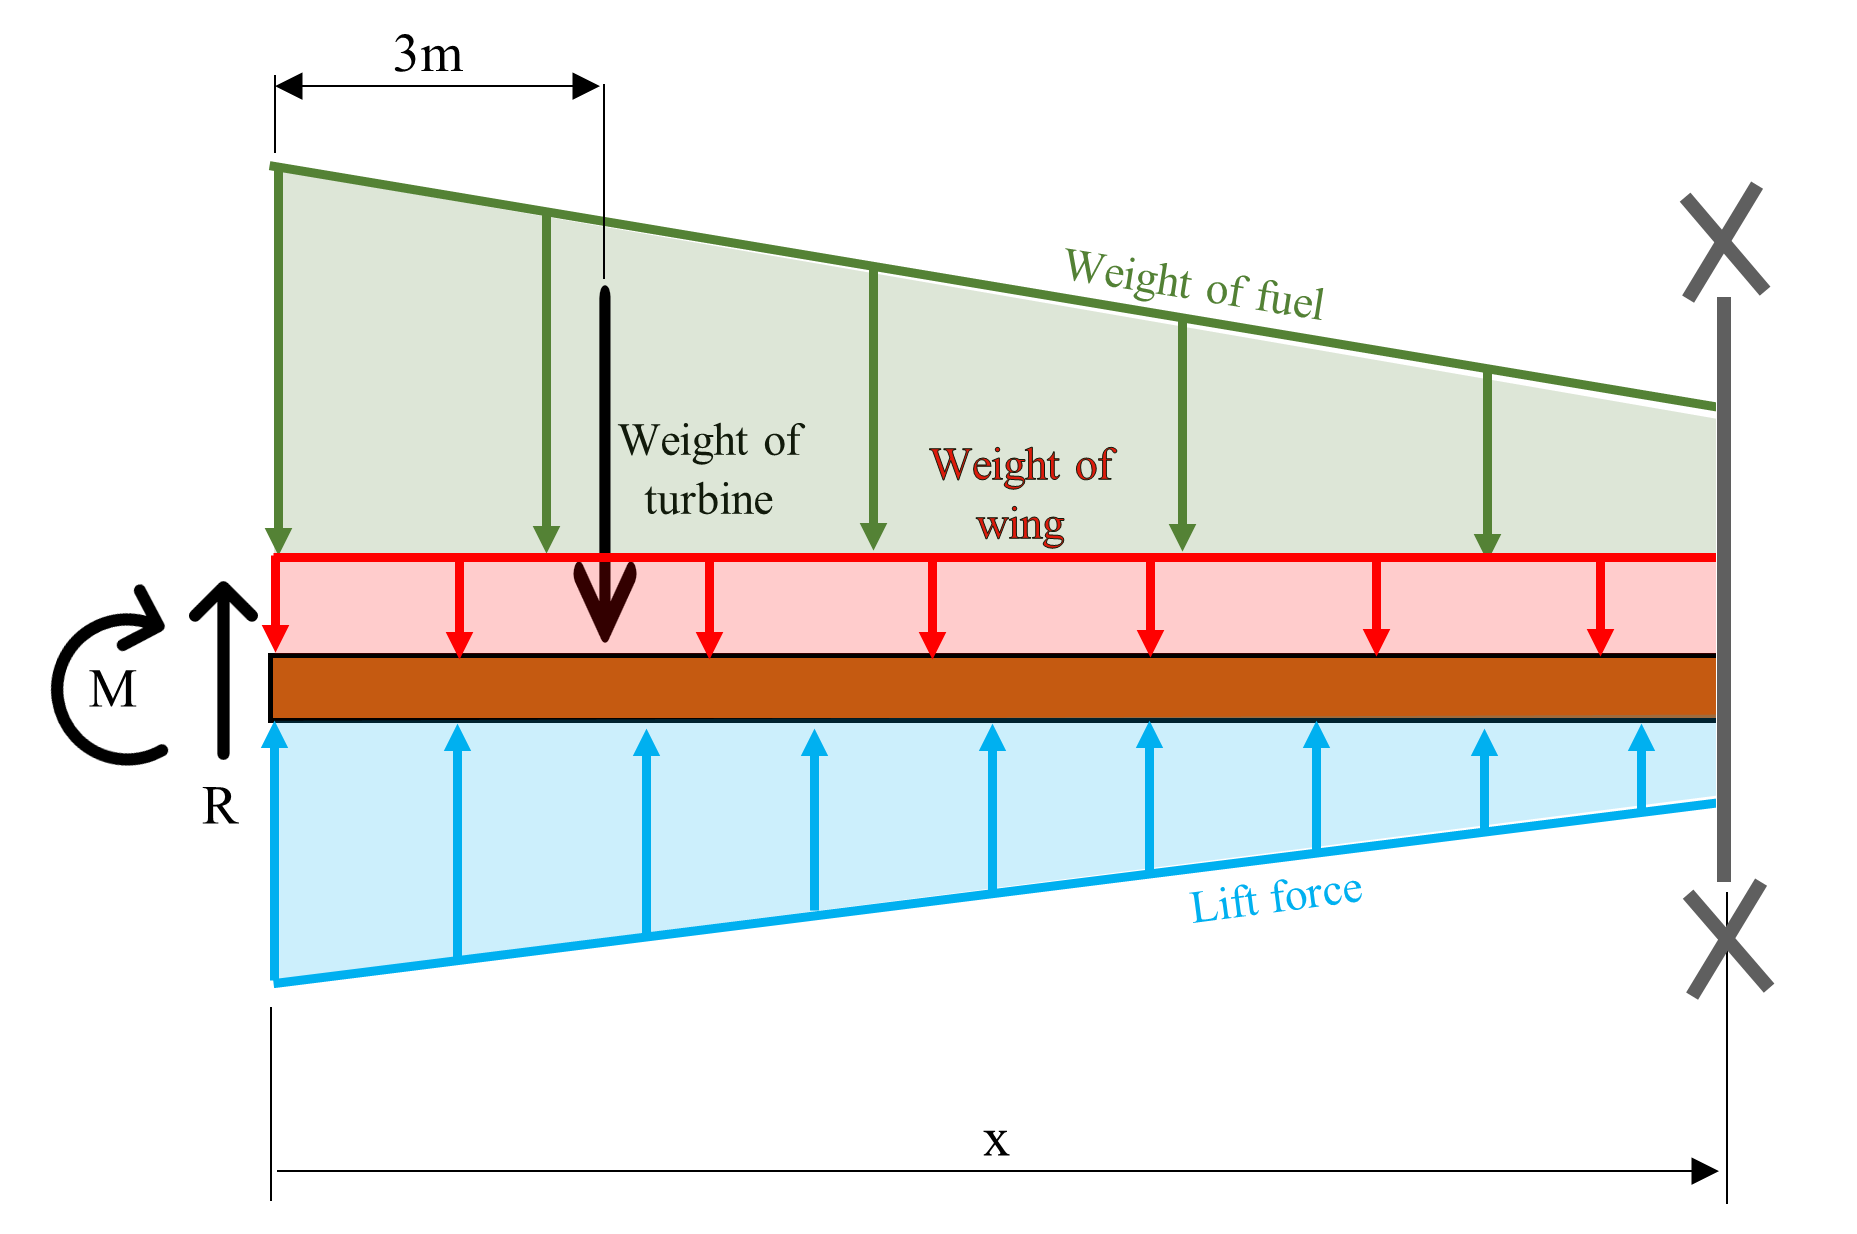 3m
Weight of fuel
Weight of
turbine
Weight of
wing
M
R
Lift force
x
X
X